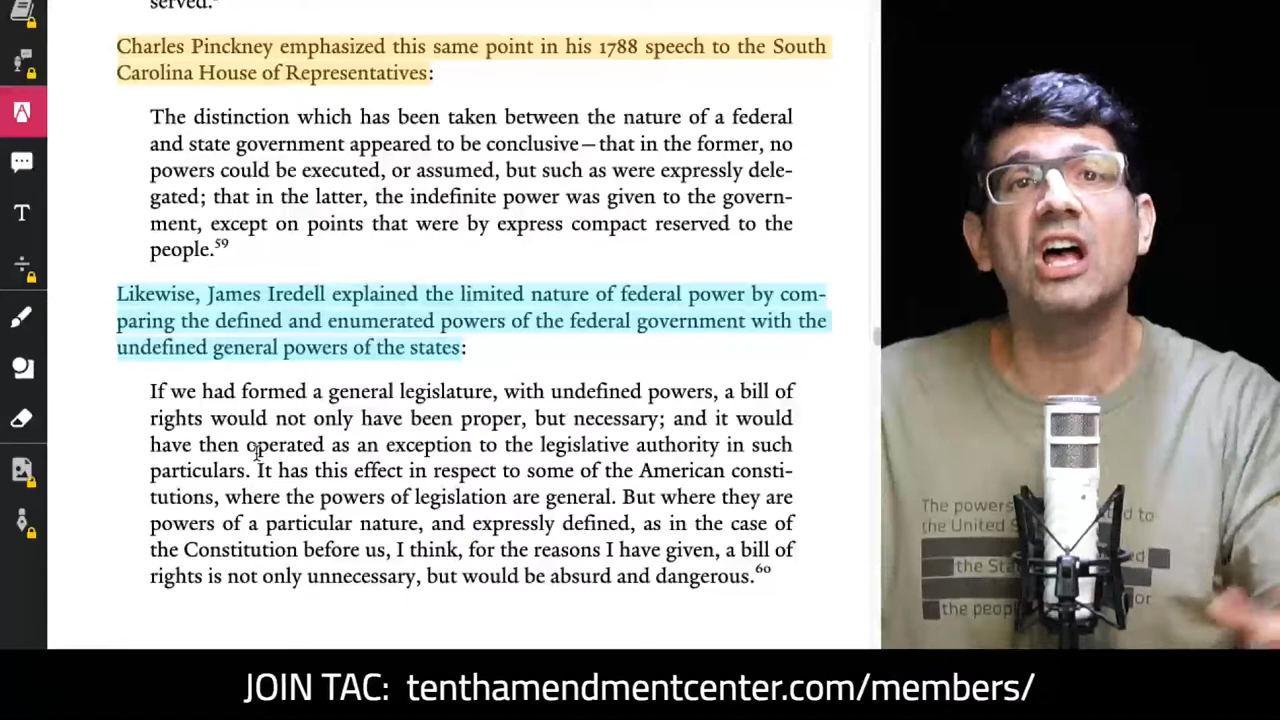 served.
Charles Pinckney emphasized this same point in his 1788 speech to the South
Carolina House of Representatives:
The distinction which has been taken between the nature of a federal
and state government appeared to be conclusive—that in the former, no
powers could be executed, or assumed, but such as were expressly dele-
gated; that in the latter, the indefinite power was given to the govern-
ment, except on points that were by express compact reserved to the
people.59
Likewise, James Iredell explained the limited nature of federal power by com-
paring the defined and enumerated powers of the federal government with the
undefined general powers of the states:
If we had formed a general legislature, with undefined powers, a bill of
rights would not only have been proper, but necessary; and it would
have then operated as an exception to the legislative authority in such
particulars. It has this effect in respect to some of the American consti-
tutions, where the powers of legislation are general. But where they are
powers of a particular nature, and expressly defined, as in the case of
the Constitution before us, I think, for the reasons I have given, a bill of
rights is not only unnecessary, but would be absurd and dangerous.60
The powers to
the United
the
the or
JOIN TAC: tenthamendmentcenter.com/members/